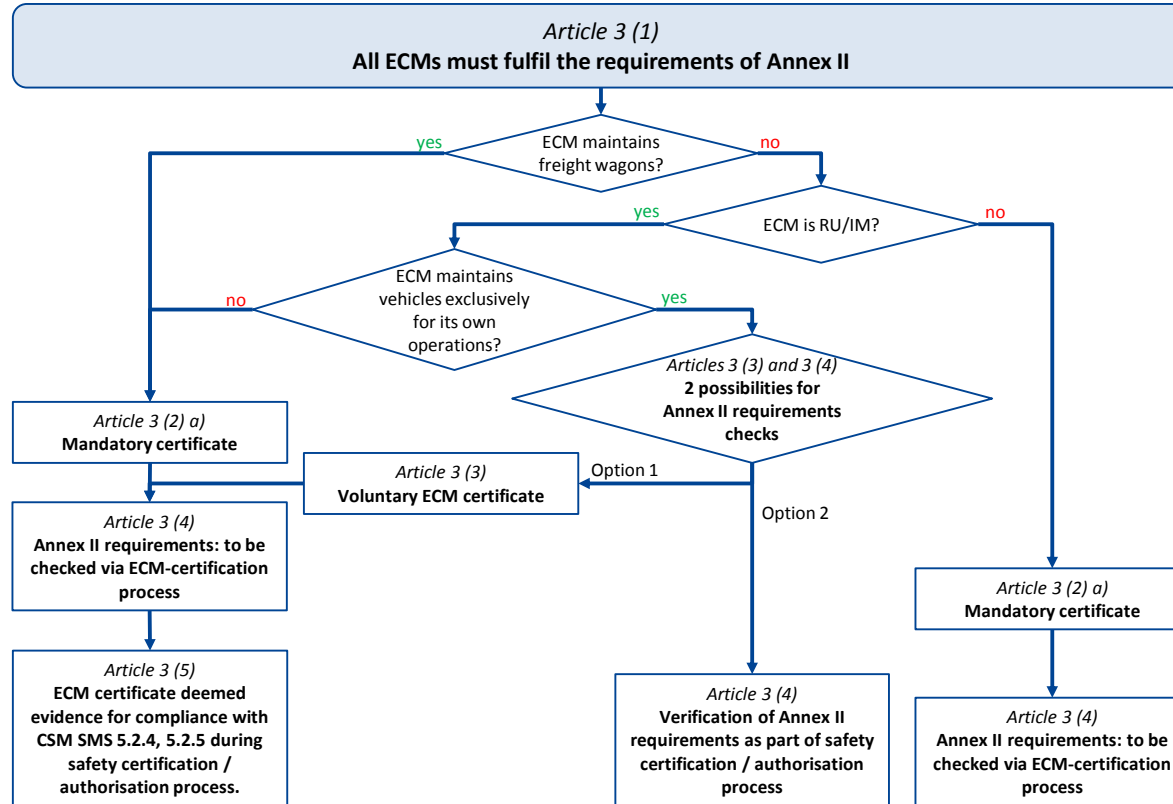 Article 3 (1)
All ECMs must fulfil the requirements of Annex II
yes
ECM maintains
freight wagons?
no
yes
ECM is RU/IM?
no
no
ECM maintains
vehicles exclusively
for its own
operations?
yes
Articles 3 (3) and 3 (4)
2 possibilities for
Annex II requirements
checks
Article 3 (2) a)
Mandatory certificate
Article 3 (3)
Voluntary ECM certificate
Option 1
Option 2
Article 3 (4)
Annex II requirements: to be
checked via ECM-certification
process
Article 3 (2) a)
Mandatory certificate
Article 3 (5)
ECM certificate deemed
evidence for compliance with
CSM SMS 5.2.4, 5.2.5 during
safety certification /
authorisation process.
Article 3 (4)
Verification of Annex II
requirements as part of safety
certification / authorisation
process
Article 3 (4)
Annex II requirements: to be
checked via ECM-certification
process